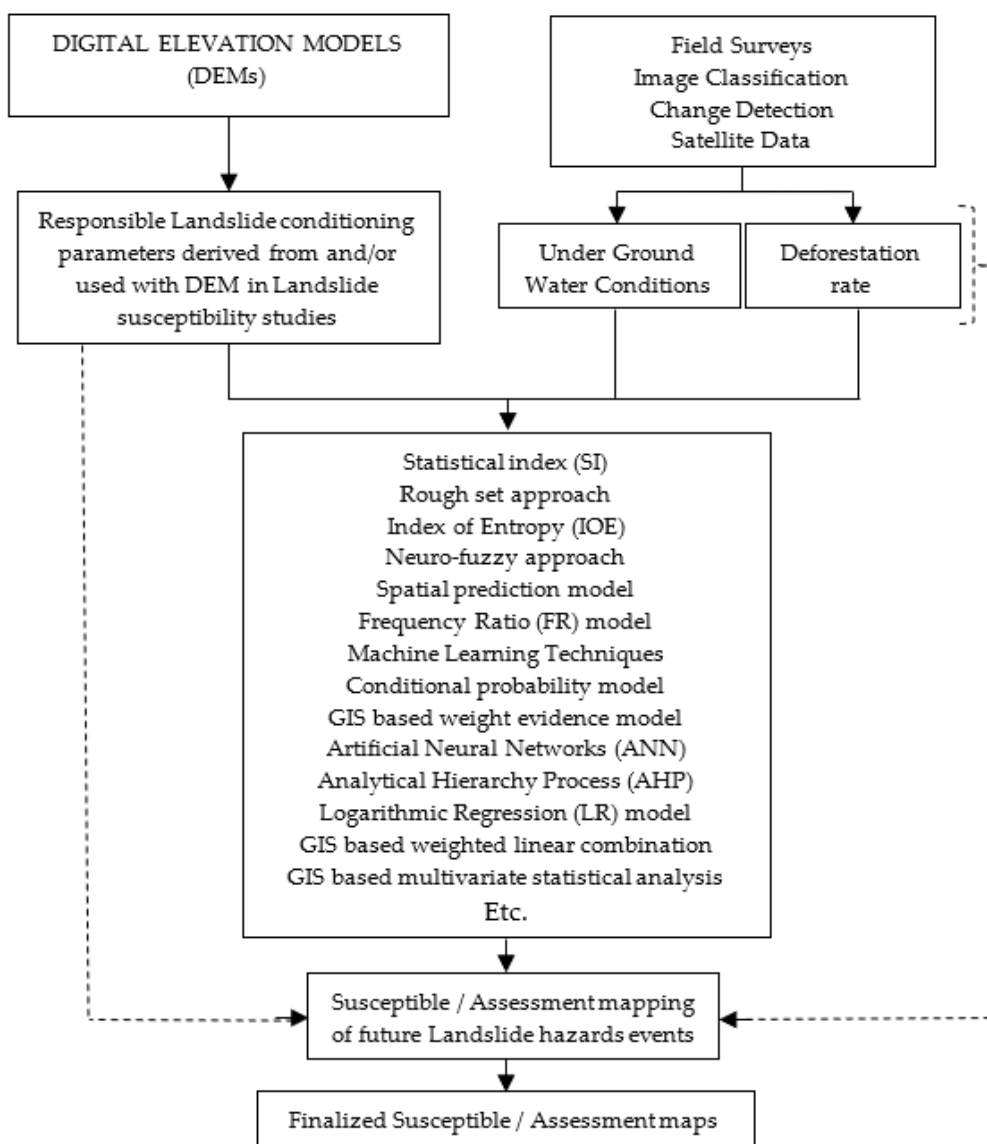 DIGITAL ELEVATION MODELS
(DEMs)
Field Surveys
Image Classification
Change Detection
Satellite Data
Responsible Landslide conditioning
parameters derived from and/or
used with DEM in Landslide
susceptibility studies
Under Ground
Water Conditions
Deforestation
rate
Statistical index (SI)
Rough set approach
Index of Entropy (IOE)
Neuro-fuzzy approach
Spatial prediction model
Frequency Ratio (FR) model
Machine Learning Techniques
Conditional probability model
GIS based weight evidence model
Artificial Neural Networks (ANN)
Analytical Hierarchy Process (AHP)
Logarithmic Regression (LR) model
GIS based weighted linear combination
GIS based multivariate statistical analysis
Etc.
Susceptible / Assessment mapping
of future Landslide hazards events
Finalized Susceptible / Assessment maps